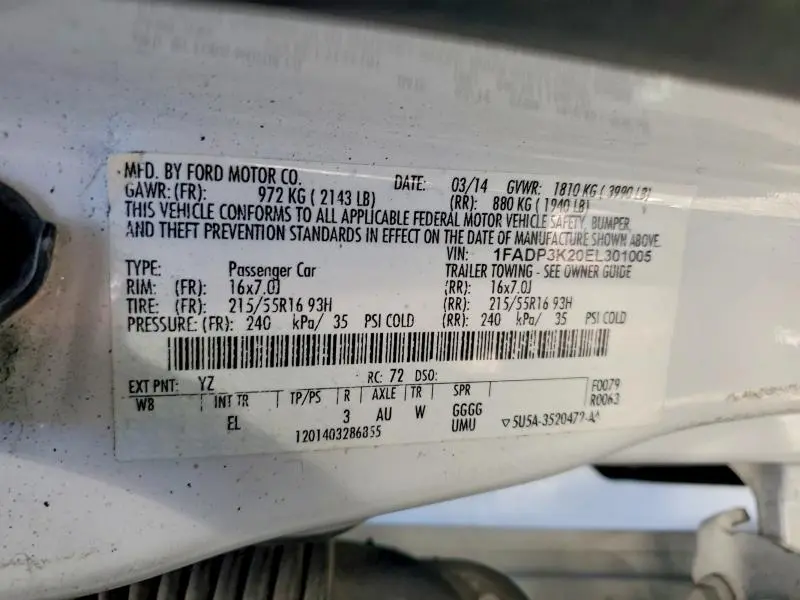 MFD. BY FORD MOTOR CO. DATE: 03/14 GVWR: 1810 KG ( 3990 LB)
GAWR: (FR): 972 KG ( 2143 LB) (RR): 880 KG ( 1940 LB)
THIS VEHICLE CONFORMS TO ALL APPLICABLE FEDERAL MOTOR VEHICLE SAFETY, BUMPER,
AND THEFT PREVENTION STANDARDS IN EFFECT ON THE DATE OF MANUFACTURE SHOWN ABOVE.
VIN: 1FADP3K20EL301005
TYPE: Passenger Car TRAILER TOWING - SEE OWNER GUIDE
RIM: (FR): 16x7.0J (RR): 16x7.0J
TIRE: (FR): 215/55R16 93H (RR): 215/55R16 93H
PRESSURE: (FR): 240 kPa/ 35 PSI COLD (RR): 240 kPa/ 35 PSI COLD
EXT PNT: YZ RC: 72 DSO: F0079
WB INT TR TP/PS R AXLE TR SPR R0063
EL 3 AU W GGGG
UMU
1201403286855 ▽5U5A-3520472-A^